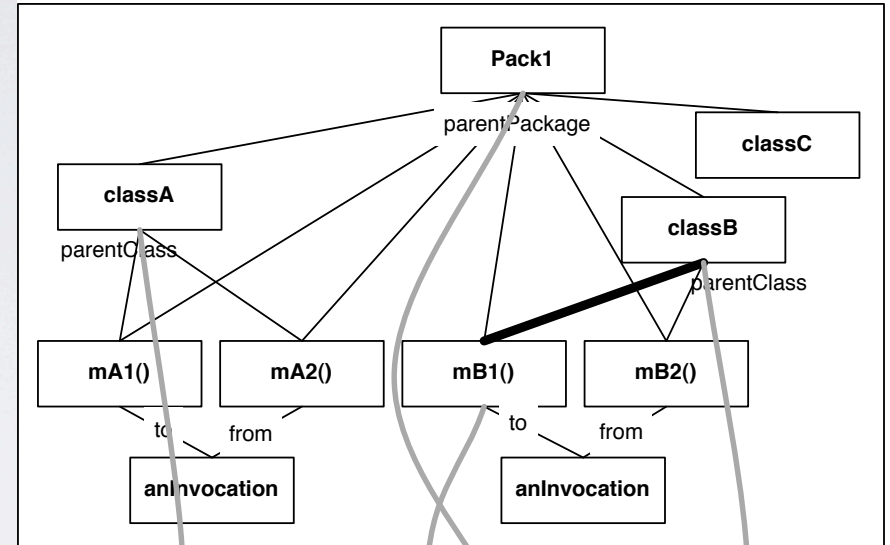 Pack1
parentPackage
classC
classA
classB
parentClass
parentClass
mA1()
mA2()
mB1()
mB2()
to
from
to
from
anInvocation
anInvocation